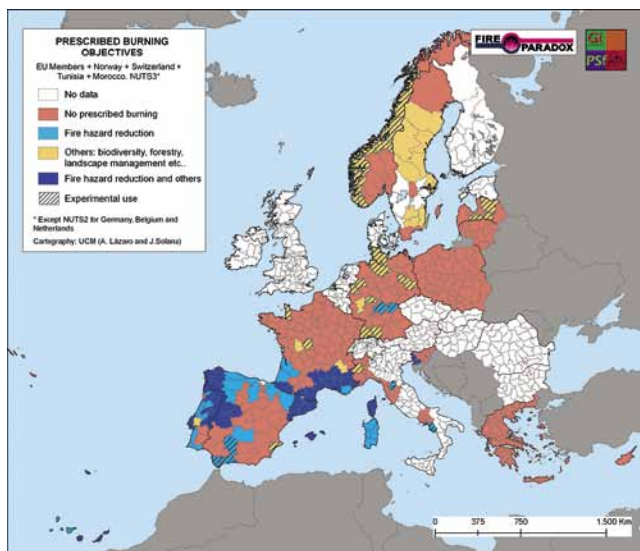 PRESCRIBED BURNING
OBJECTIVES
EU Members + Norway + Switzerland +
Tunisia + Morocco. NUTS3*
No data
No prescribed burning
Fire hazard reduction
Others: biodiversity, forestry,
landscape management etc..
Fire hazard reduction and others
Experimental use
* Except NUTS2 for Germany, Belgium and
Netherlands
Cartography: UCM (A. Lázaro and J.Solana)
FIRE
PARADOX
Gt
PSf
0 375 750 1.500 Km